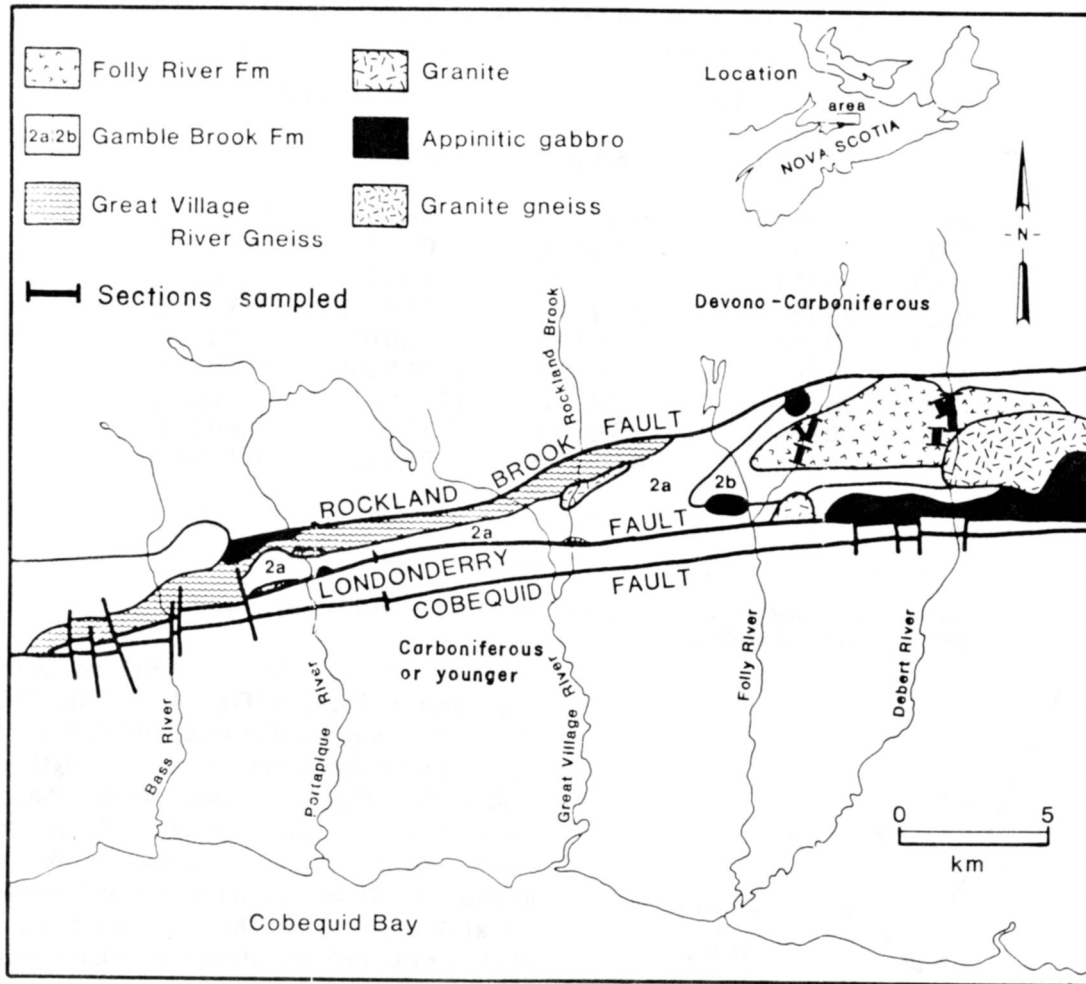 Folly River Fm
2a 2b Gamble Brook Fm
Great Village
River Gneiss
Sections sampled
Granite
Appinitic gabbro
Granite gneiss
Location
area
NOVA SCOTIA
N
Devono-Carboniferous
Rockland Brook
ROCKLAND BROOK FAULT
2a
2b
2a
2a
LONDONDERRY FAULT
COBEQUID FAULT
Carboniferous
or younger
Bass River
Portapique River
Great Village River
Folly River
Debert River
0 5
km
Cobequid Bay